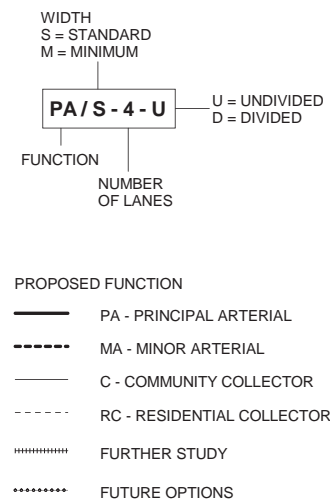 WIDTH
S = STANDARD
M = MINIMUM
PA / S - 4 - U
U = UNDIVIDED
D = DIVIDED
FUNCTION
NUMBER
OF LANES
PROPOSED FUNCTION
PA - PRINCIPAL ARTERIAL
MA - MINOR ARTERIAL
C - COMMUNITY COLLECTOR
RC - RESIDENTIAL COLLECTOR
FURTHER STUDY
FUTURE OPTIONS